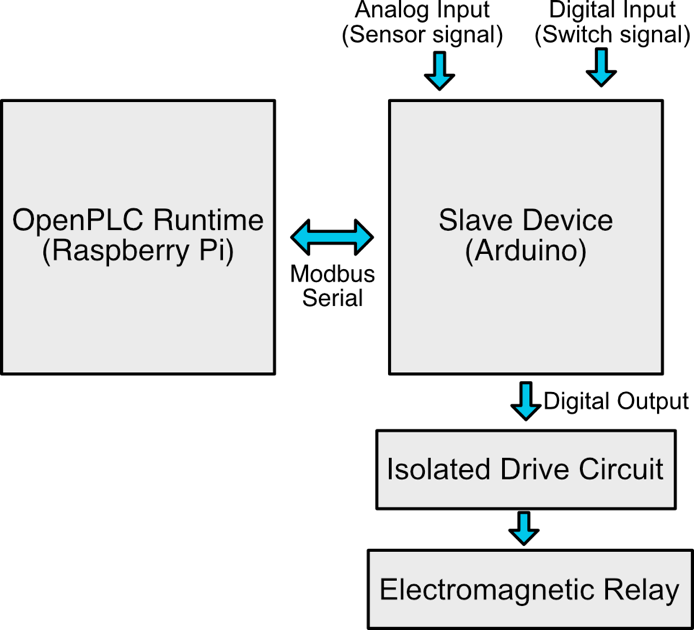 Analog Input
(Sensor signal)
Digital Input
(Switch signal)
OpenPLC Runtime
(Raspberry Pi)
Modbus
Serial
Slave Device
(Arduino)
Digital Output
Isolated Drive Circuit
Electromagnetic Relay